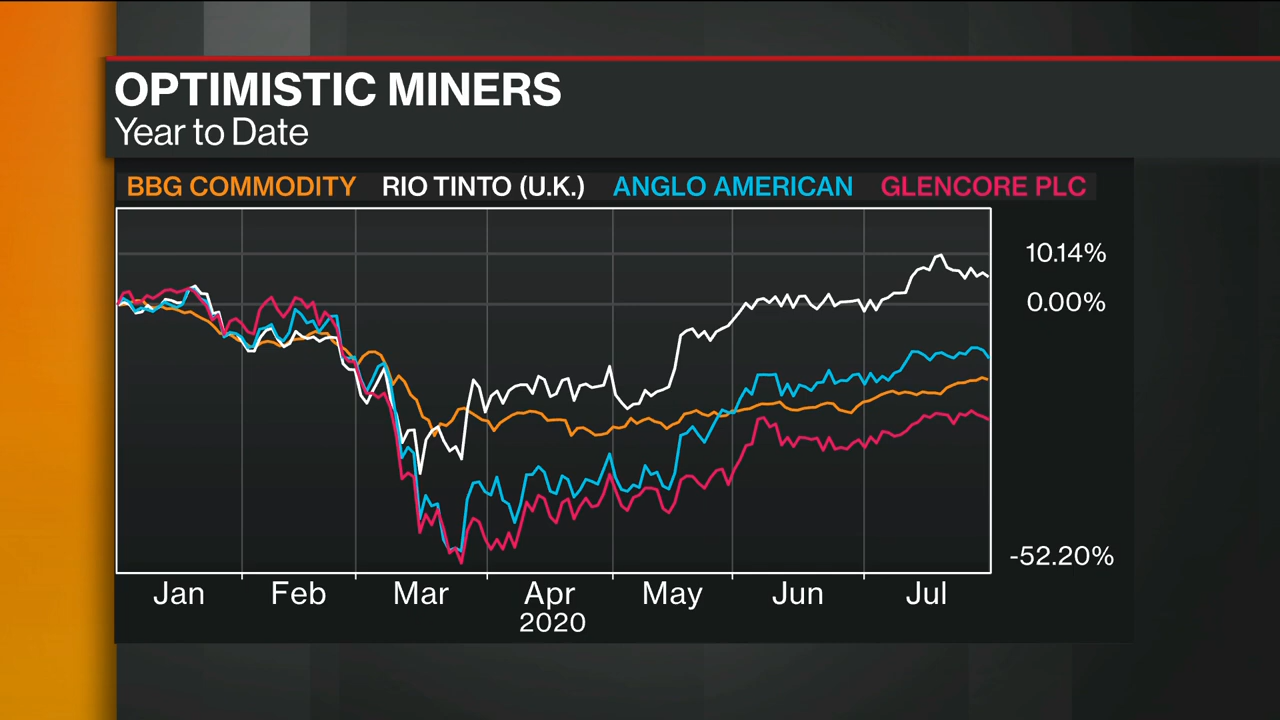 OPTIMISTIC MINERS
Year to Date
BBG COMMODITY RIO TINTO (U.K.) ANGLO AMERICAN GLENCORE PLC
10.14%
0.00%
-52.20%
Jan Feb Mar Apr May Jun Jul
2020